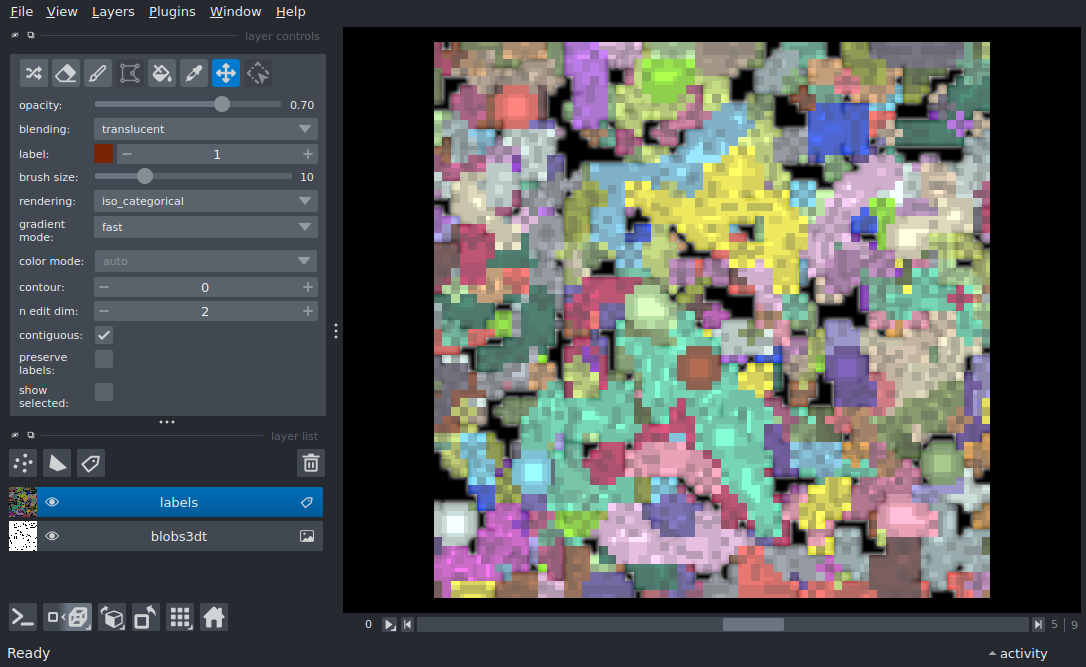 File View Layers Plugins Window Help
layer controls
opacity: 0.70
blending: translucent
label: 1
brush size: 10
rendering: iso_categorical
gradient
mode: fast
color mode: auto
contour: 0
n edit dim: 2
contiguous:
preserve
labels:
show
selected:
layer list
labels
blobs3dt
0 5 | 9
Ready activity